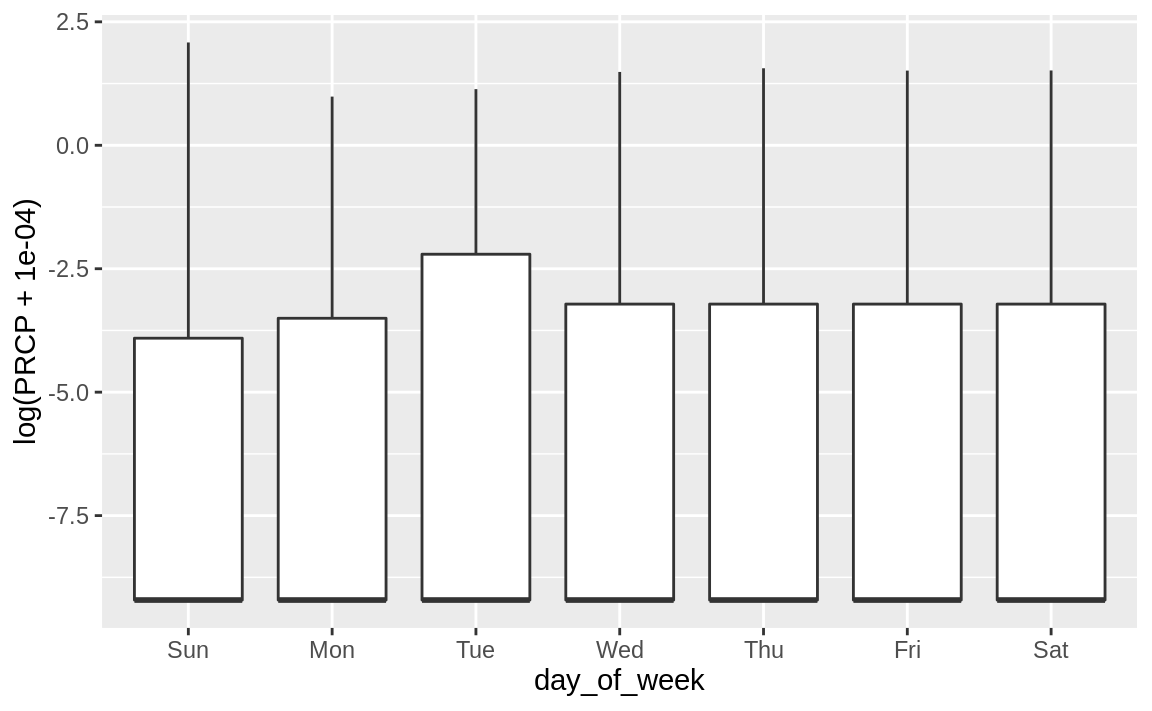 log(PRCP + 1e-04)
2.5
0.0
-2.5
-5.0
-7.5
Sun Mon Tue Wed Thu Fri Sat
day_of_week